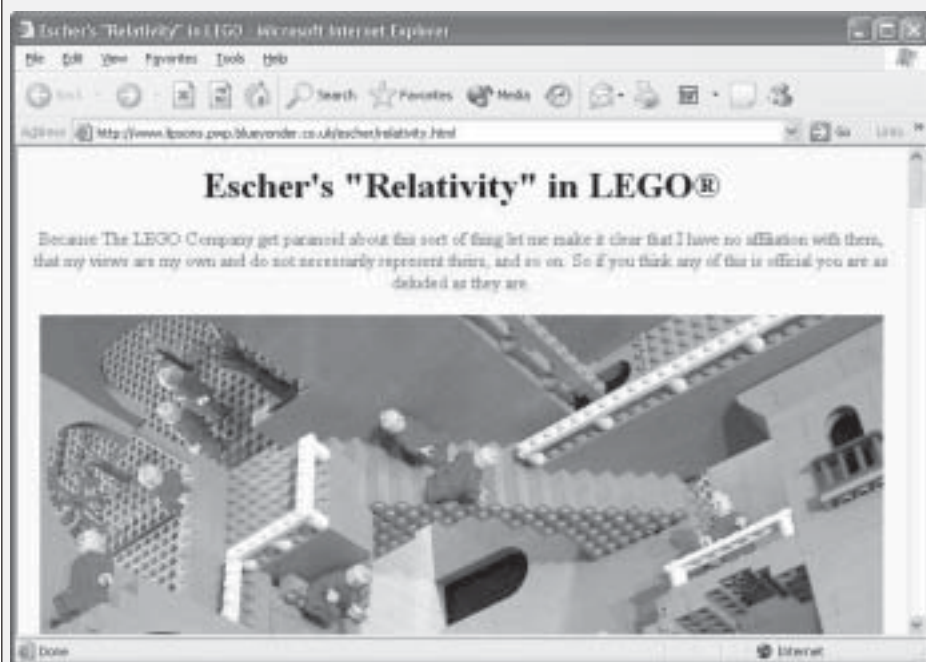 Escher's "Relativity" in LEGO - Microsoft Internet Explorer
File Edit View Favorites Tools Help
Back Search Favorites Media
Address http://www.lipsons.pwp.blueyonder.co.uk/escher/relativity.html Go Links »
Escher's "Relativity" in LEGO®
Because The LEGO Company get paranoid about this sort of thing let me make it clear that I have no affiliation with them,
that my views are my own and do not necessarily represent theirs, and so on. So if you think any of this is official you are as
deluded as they are.
Done Internet